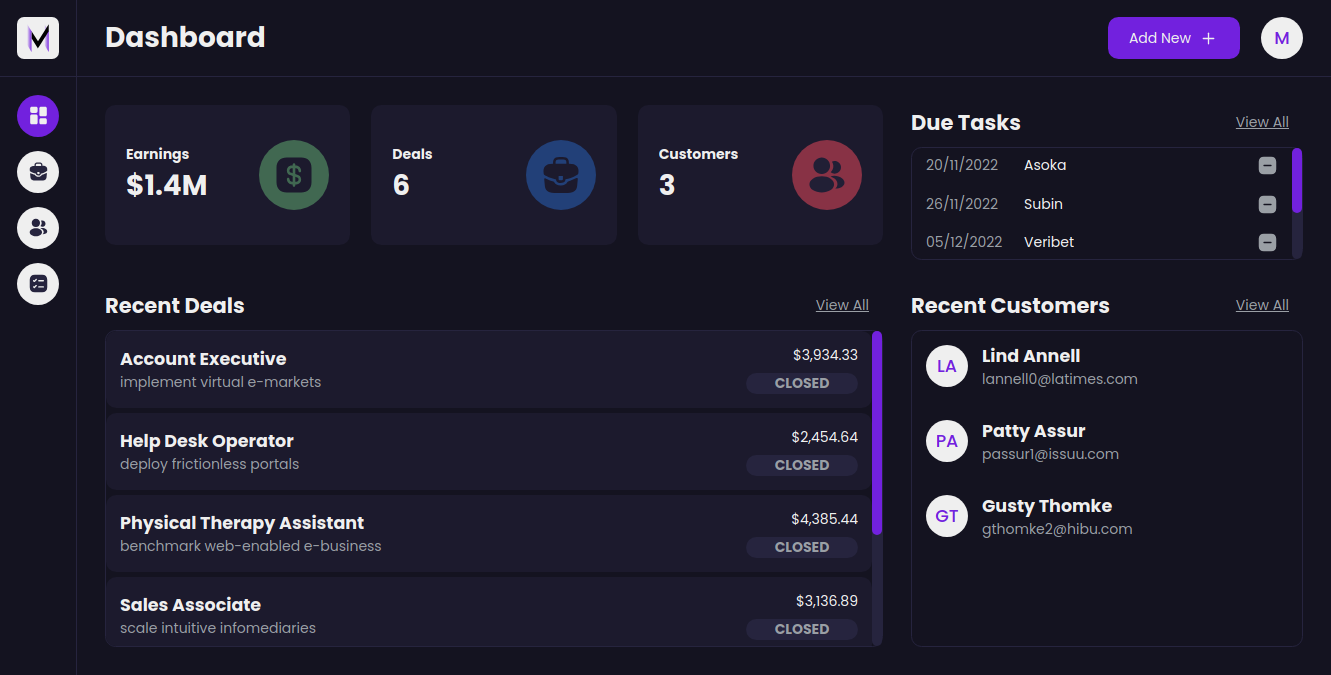 Dashboard
Add New
M
Earnings
$1.4M
Deals
6
Customers
3
Due Tasks
View All
20/11/2022 Asoka
26/11/2022 Subin
05/12/2022 Veribet
Recent Deals
View All
Account Executive
implement virtual e-markets
$3,934.33
CLOSED
Help Desk Operator
deploy frictionless portals
$2,454.64
CLOSED
Physical Therapy Assistant
benchmark web-enabled e-business
$4,385.44
CLOSED
Sales Associate
scale intuitive infomediaries
$3,136.89
CLOSED
Recent Customers
View All
LA
Lind Annell
lannell0@latimes.com
PA
Patty Assur
passur1@issuu.com
GT
Gusty Thomke
gthomke2@hibu.com